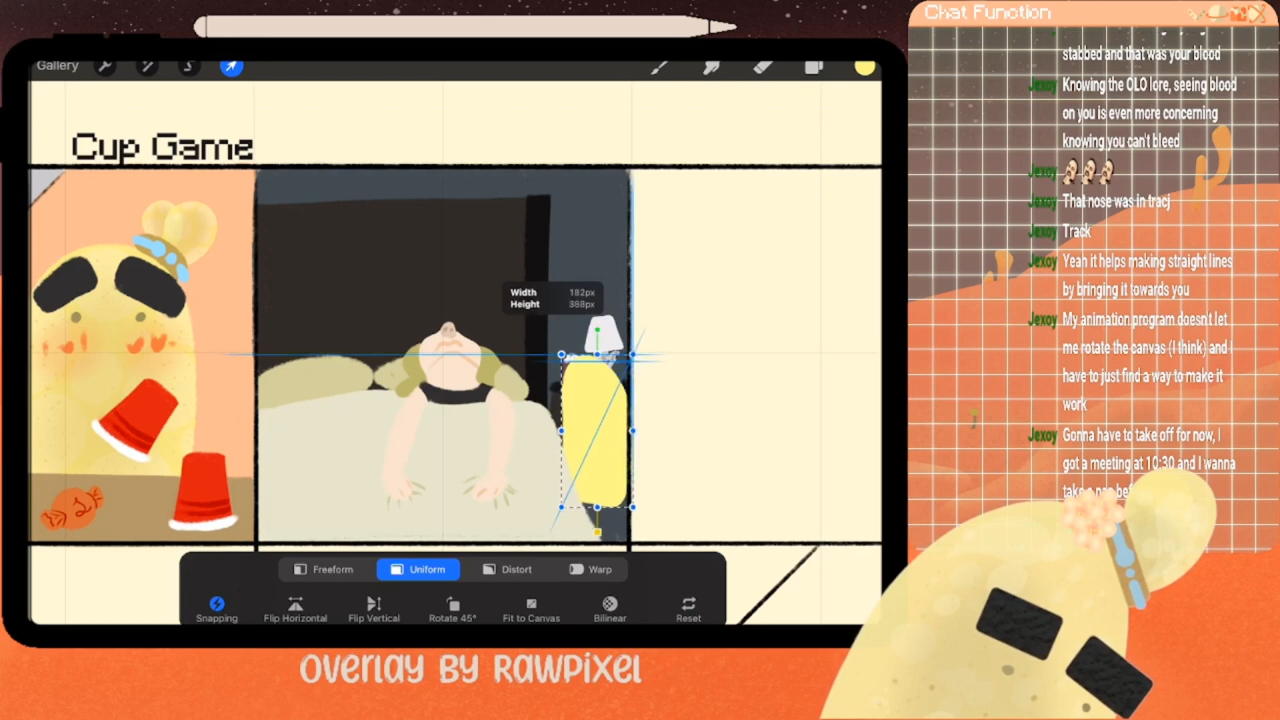 Chat Function
Gallery
stabbed and that was your blood
Jexoy Knowing the OLO lore, seeing blood
on you is even more concerning
knowing you can't bleed
Jexoy
Jexoy That nose was in tracj
Jexoy Track
Jexoy Yeah it helps making straight lines
by bringing it towards you
Jexoy My animation program doesn't let
me rotate the canvas (I think) and I
have to just find a way to make it
work
Jexoy Gonna have to take off for now, I
got a meeting at 10:30 and I wanna
take a nap
Cup Game
Width 182px
Height 388px
Freeform Uniform Distort Warp
Snapping Flip Horizontal Flip Vertical Rotate 45° Fit to Canvas Bilinear Reset
Overlay by Rawpixel